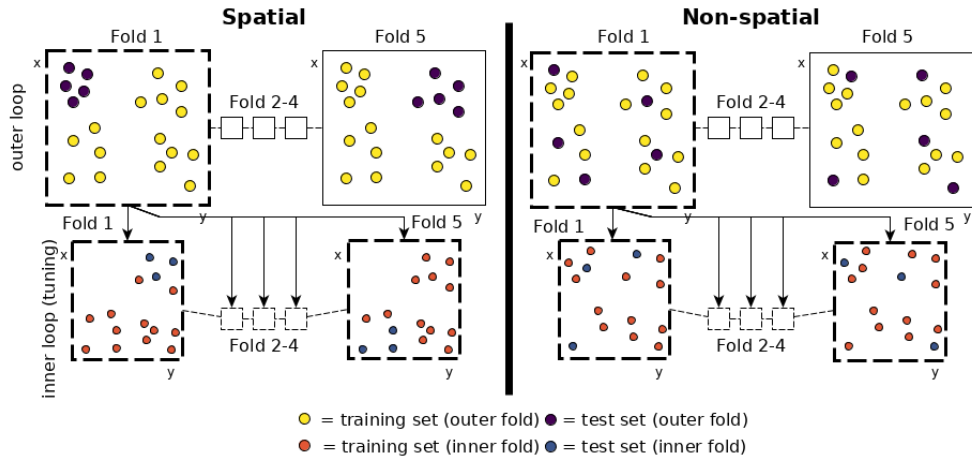 Spatial
Non-spatial
Fold 1
Fold 5
Fold 1
Fold 5
x
x
x
x
outer loop
Fold 2-4
Fold 2-4
y
y
y
y
Fold 1
Fold 5
Fold 1
Fold 5
x
x
x
x
inner loop (tuning)
Fold 2-4
Fold 2-4
y
y
y
y
= training set (outer fold)
= test set (outer fold)
= training set (inner fold)
= test set (inner fold)